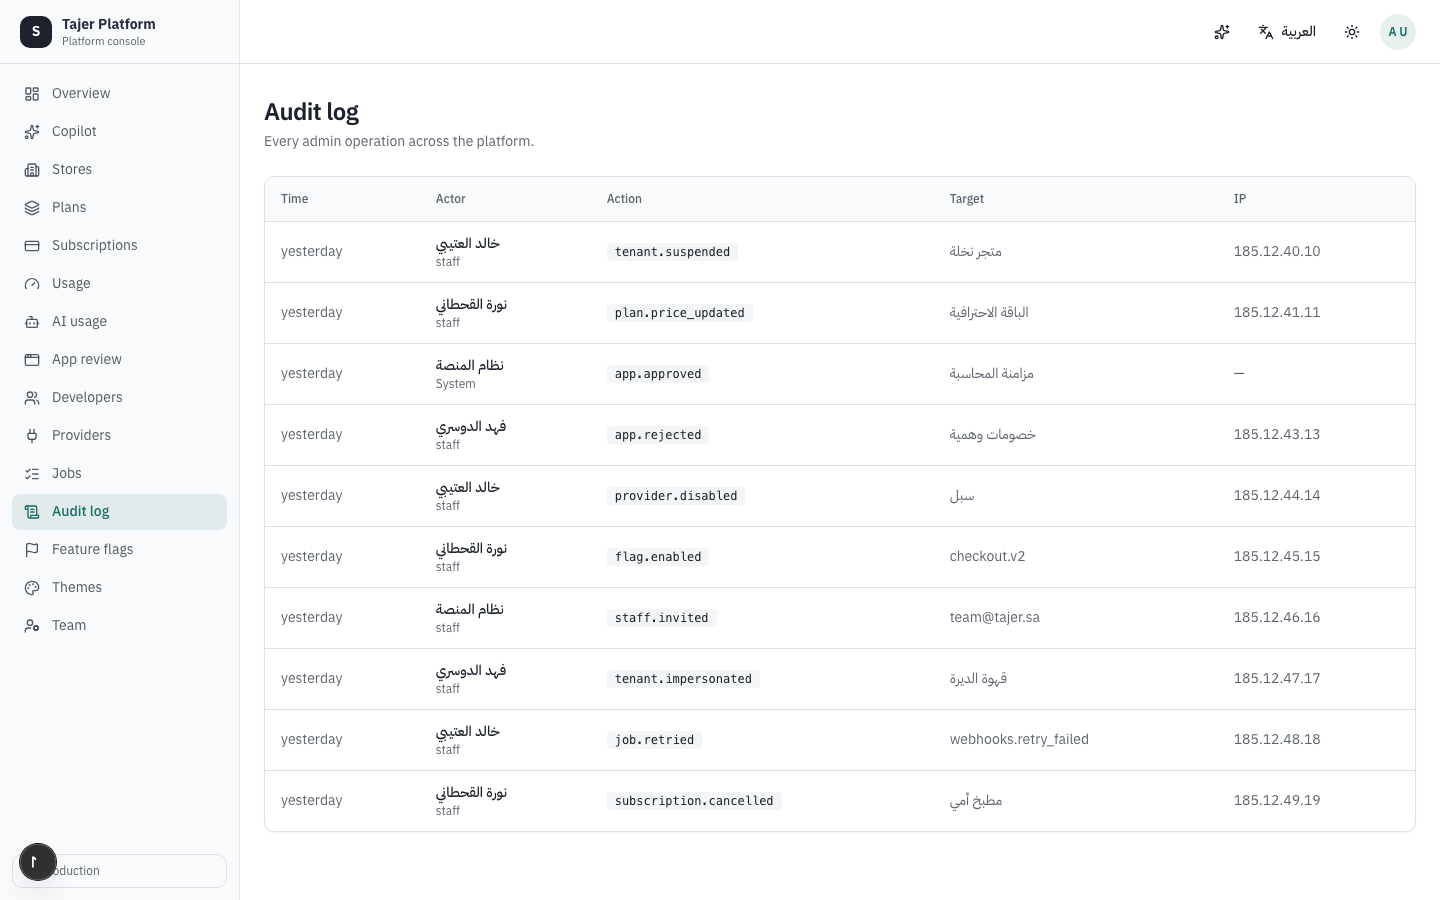 S
Tajer Platform
Platform console
العربية
A U
Overview
Copilot
Stores
Plans
Subscriptions
Usage
AI usage
App review
Developers
Providers
Jobs
Audit log
Feature flags
Themes
Team
Audit log
Every admin operation across the platform.
Time Actor Action Target IP
yesterday خالد العتيبي staff tenant.suspended متجر نخلة 185.12.40.10
yesterday نورة القحطاني staff plan.price_updated الباقة الاحترافية 185.12.41.11
yesterday نظام المنصة System app.approved مزامنة المحاسبة —
yesterday فهد الدوسري staff app.rejected خصومات وهمية 185.12.43.13
yesterday خالد العتيبي staff provider.disabled سبل 185.12.44.14
yesterday نورة القحطاني staff flag.enabled checkout.v2 185.12.45.15
yesterday نظام المنصة staff staff.invited team@tajer.sa 185.12.46.16
yesterday فهد الدوسري staff tenant.impersonated قهوة الديرة 185.12.47.17
yesterday خالد العتيبي staff job.retried webhooks.retry_failed 185.12.48.18
yesterday نورة القحطاني staff subscription.cancelled مطبخ أمي 185.12.49.19